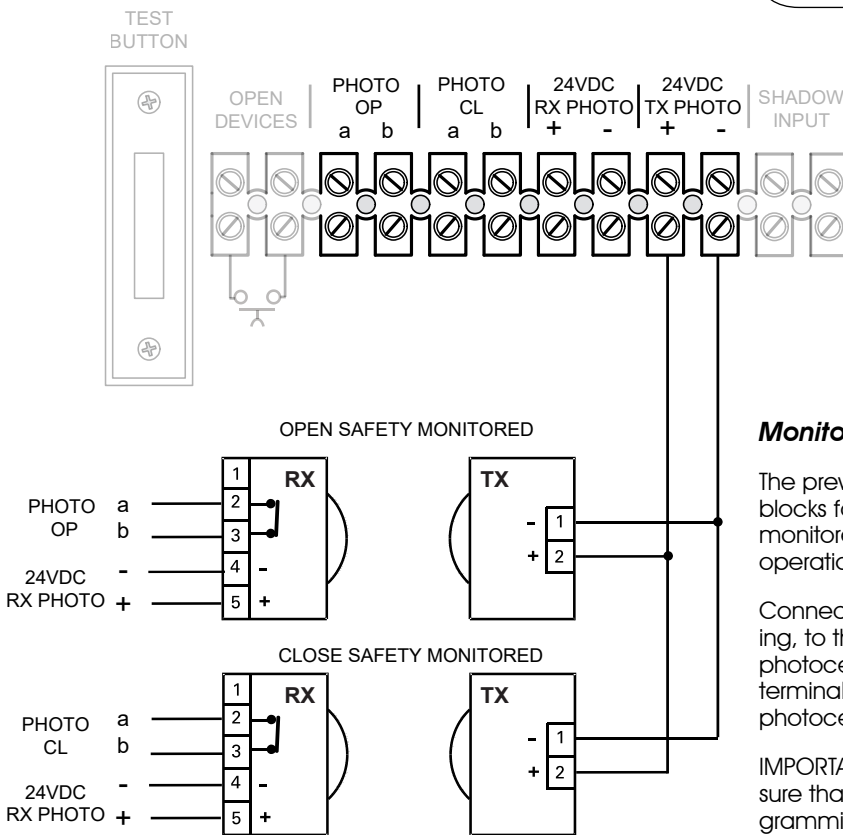 TEST
BUTTON
OPEN
DEVICES
PHOTO
OP
a b
PHOTO
CL
a b
24VDC
RX PHOTO
+ -
24VDC
TX PHOTO
+ -
SHADOW
INPUT
OPEN SAFETY MONITORED
PHOTO
OP
a
b
24VDC
RX PHOTO
-
+
1
2
3
4 -
5 +
RX
TX
- 1
+ 2
CLOSE SAFETY MONITORED
PHOTO
CL
a
b
24VDC
RX PHOTO
-
+
1
2
3
4 -
5 +
RX
TX
- 1
+ 2
Monito
The prev
blocks fo
monitore
operatio
Connec
ing, to th
photoce
terminal
photoce
IMPORTA
sure tha
grammi